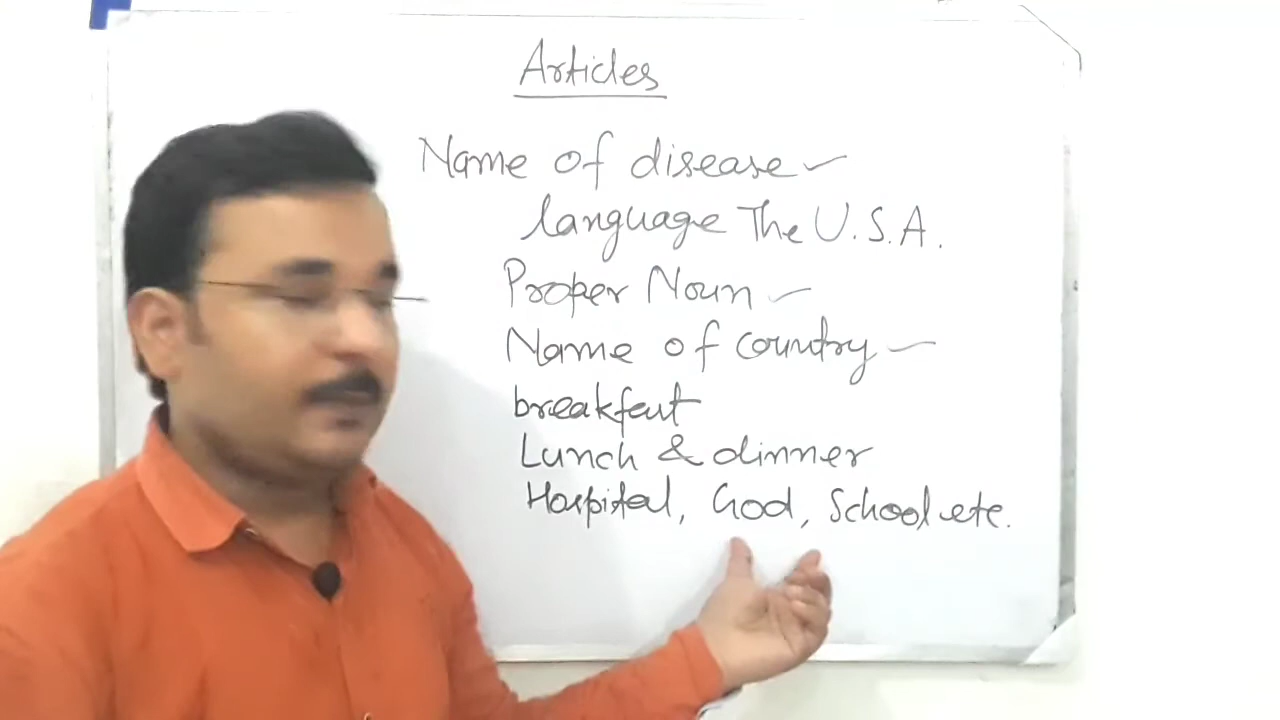 Articles
Name of disease
language The U.S.A.
Proper Noun
Name of country
breakfast
Lunch & dinner
Hospital, God, School etc.